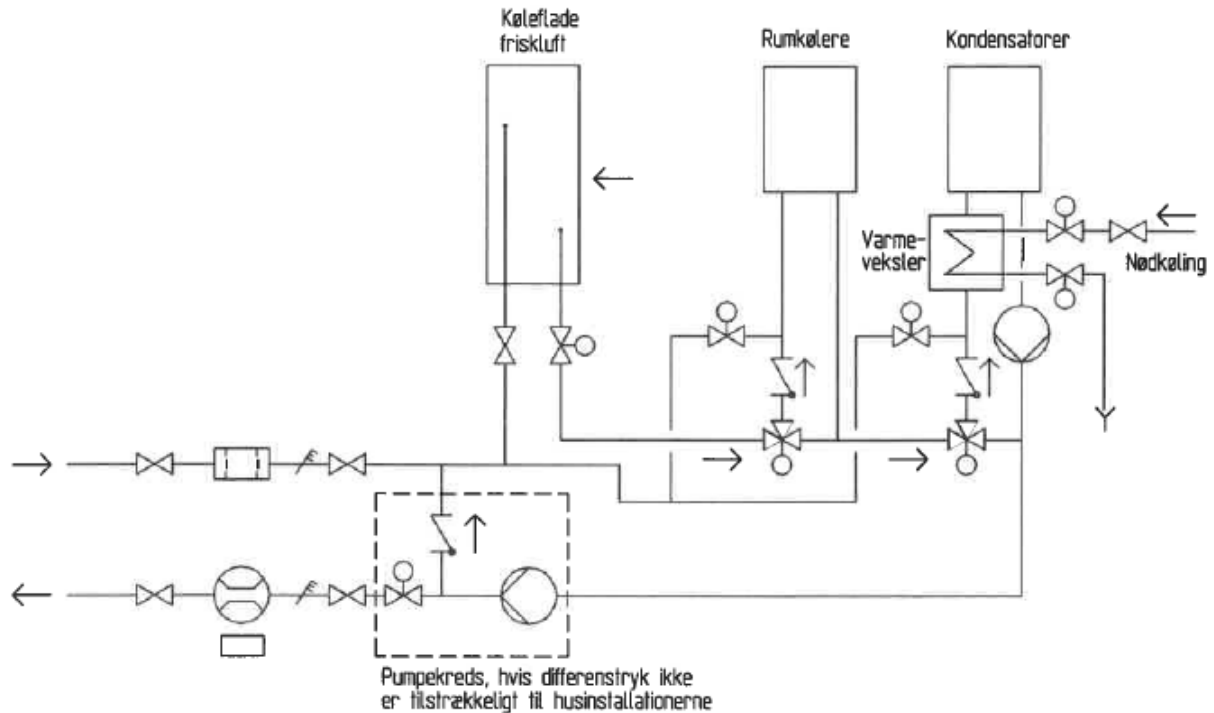 Køleflade
friskluft
Rumkølere
Kondensatorer
Varme-
veksler
Nødkøling
Pumpekreds, hvis differenstryk ikke
er tilstrækkeligt til husinstallationerne